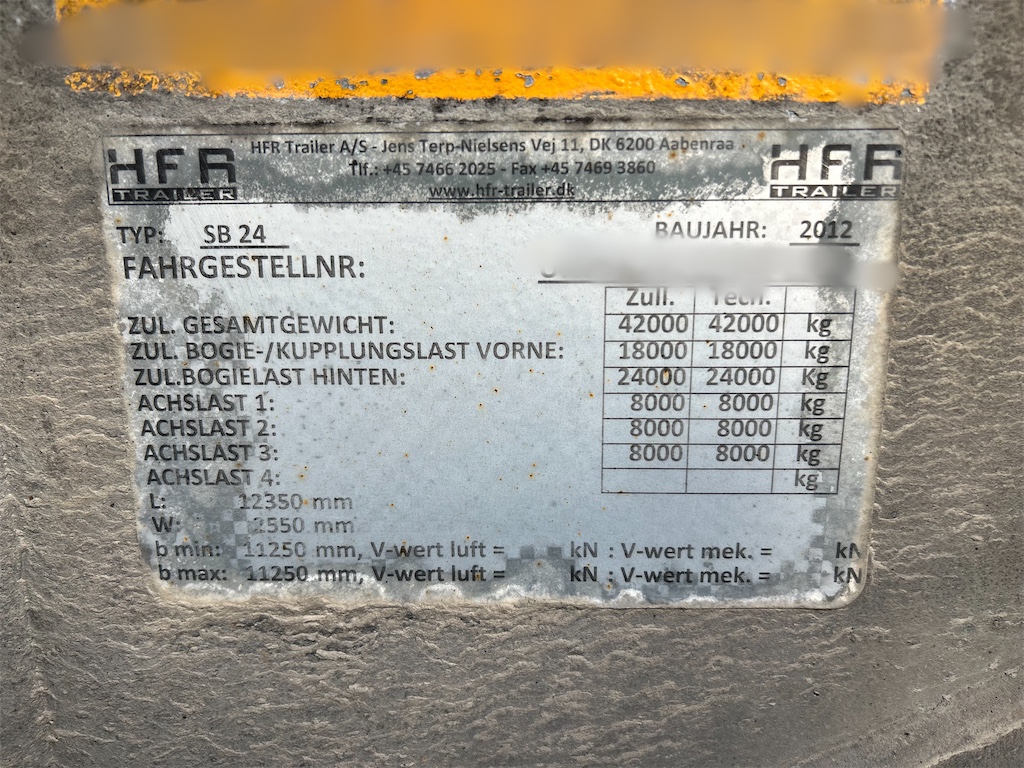 HFR TRAILER
HFR Trailer A/S - Jens Terp-Nielsens Vej 11, DK 6200 Aabenraa
Tlf.: +45 7466 2025 - Fax +45 7469 3860
www.hfr-trailer.dk
HFR TRAILER
TYP: SB 24 BAUJAHR: 2012
FAHRGESTELLNR:
Zull. Tech.
ZUL. GESAMTGEWICHT: 42000 42000 kg
ZUL. BOGIE-/KUPPLUNGSLAST VORNE: 18000 18000 kg
ZUL.BOGIELAST HINTEN: 24000 24000 Kg
ACHSLAST 1: 8000 8000 kg
ACHSLAST 2: 8000 8000 kg
ACHSLAST 3: 8000 8000 kg
ACHSLAST 4: kg
L: 12350 mm
W: 2550 mm
b min: 11250 mm, V-wert luft = kN : V-wert mek. = kN
b max: 11250 mm, V-wert luft = kN : V-wert mek. = kN